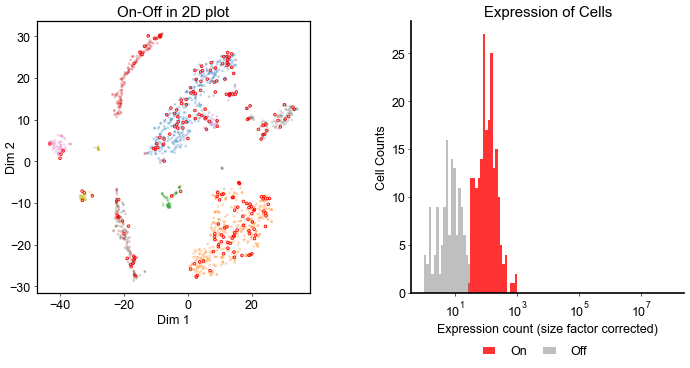 On-Off in 2D plot
Dim 2
30
20
10
0
−10
−20
−30
−40
−20
0
20
Dim 1
Expression of Cells
Cell Counts
25
20
15
10
5
0
10^1
10^3
10^5
10^7
Expression count (size factor corrected)
On
Off